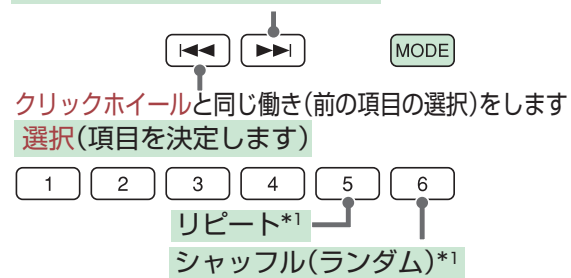 MODE
クリックホイールと同じ働き(前の項目の選択)をします
選択(項目を決定します)
1 2 3 4 5 6
リピート*1
シャッフル(ランダム)*1